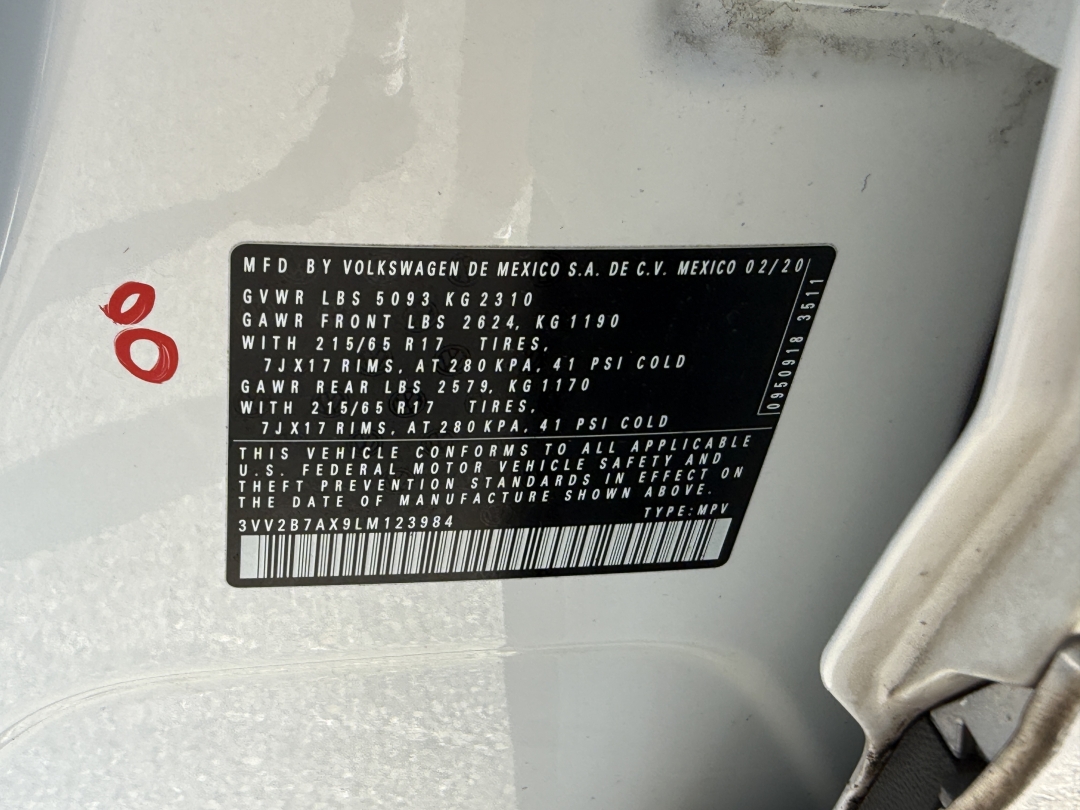 MFD BY VOLKSWAGEN DE MEXICO S.A. DE C.V. MEXICO 02/20
GVWR LBS 5093 KG 2310
GAWR FRONT LBS 2624, KG 1190
WITH 215/65 R17 TIRES,
7JX17 RIMS, AT 280 KPA, 41 PSI COLD
GAWR REAR LBS 2579, KG 1170
WITH 215/65 R17 TIRES,
7JX17 RIMS, AT 280 KPA, 41 PSI COLD
0950918 3511
THIS VEHICLE CONFORMS TO ALL APPLICABLE
U.S. FEDERAL MOTOR VEHICLE SAFETY AND
THEFT PREVENTION STANDARDS IN EFFECT ON
THE DATE OF MANUFACTURE SHOWN ABOVE.
TYPE: MPV
3VV2B7AX9LM123984